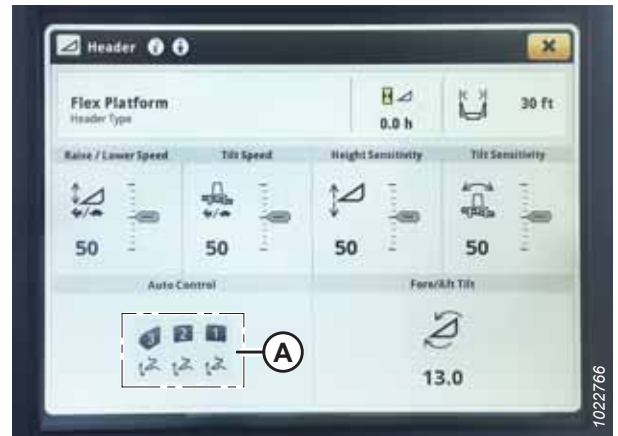 Header
Flex Platform
Header Type
0.0 h
30 ft
Raise / Lower Speed
Tilt Speed
Height Sensitivity
Tilt Sensitivity
50
50
50
50
Auto Control
Fore/Aft Tilt
3 2 1
A
13.0
1022766